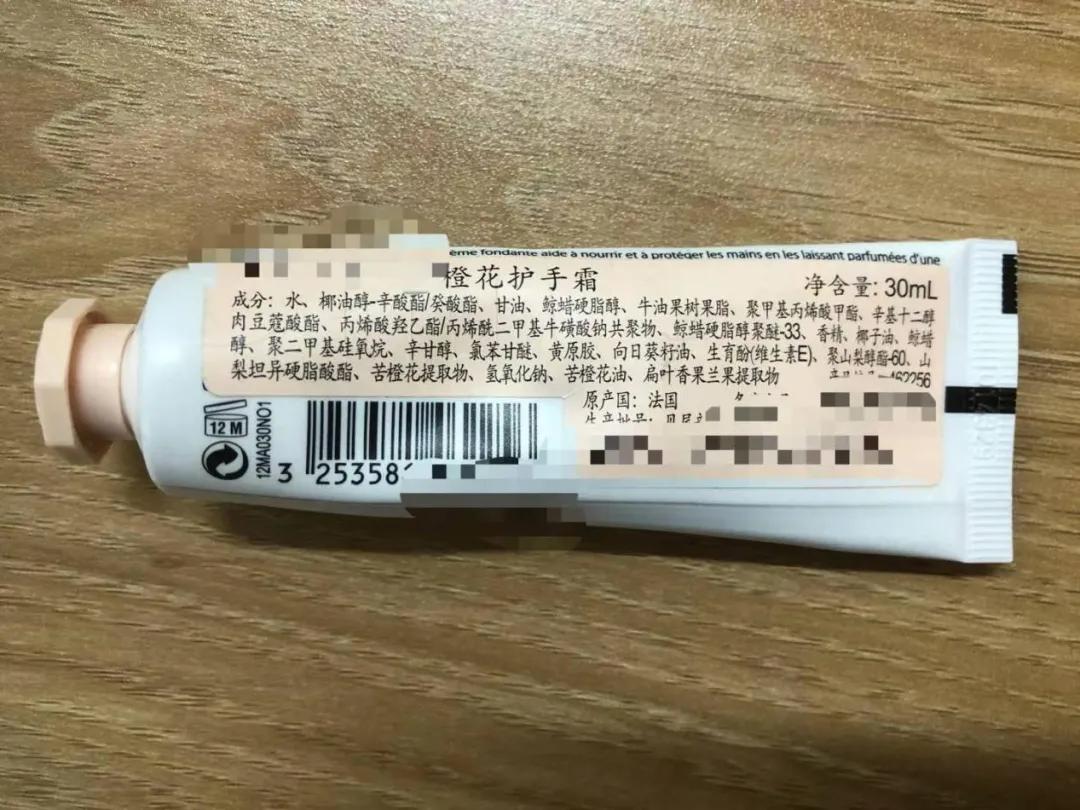 ème fondante aide à nourrir et à protéger les mains en les laissant parfumées d'une
橙花护手霜 净含量: 30mL
成分：水、椰油醇-辛酸酯/癸酸酯、甘油、鲸蜡硬脂醇、牛油果树果脂、聚甲基丙烯酸甲酯、辛基十二醇
肉豆蔻酸酯、丙烯酸羟乙酯/丙烯酰二甲基牛磺酸钠共聚物、鲸蜡硬脂醇聚醚-33、香精、椰子油、鲸蜡
醇、聚二甲基硅氧烷、辛甘醇、氯苯甘醚、黄原胶、向日葵籽油、生育酚(维生素E)、聚山梨醇酯-60、山
梨坦异硬脂酸酯、苦橙花提取物、氢氧化钠、苦橙花油、扁叶香果兰果提取物
462256
原产国：法国
生产地址：
12 M
12MA030NO1
3 25358